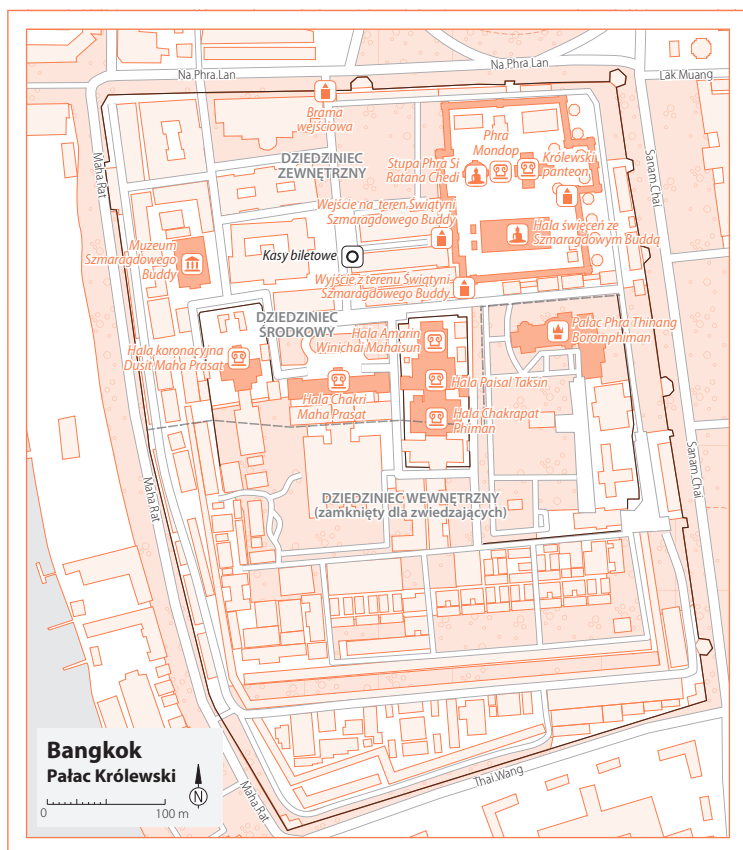 Na Phra Lan
Na Phra Lan
Lak Muang
Brama
wejściowa
Maha Rat
Sanam Chai
DZIEDZINIEC
ZEWNĘTRZNY
Phra
Mondop
Stupa Phra Si
Ratana Chedi
Królewski
panteon
Wejście na teren Świątyni
Szmaragdowego Buddy
Hala święceń ze
Szmaragdowym Buddą
Muzeum
Szmaragdowego
Buddy
Kasy biletowe
Wyjście z terenu Świątyni
Szmaragdowego Buddy
DZIEDZINIEC
ŚRODKOWY
Hala Amarin
Winichai Mahaisun
Pałac Phra Thinang
Boromphiman
Hala koronacyjna
Dusit Maha Prasat
Hala Paisal Taksin
Hala Chakri
Maha Prasat
Hala Chakrapat
Phiman
Sanam Chai
Maha Rat
DZIEDZINIEC WEWNĘTRZNY
(zamknięty dla zwiedzających)
Bangkok
Pałac Królewski
N
0 100 m
Maha Rat
Thai Wang